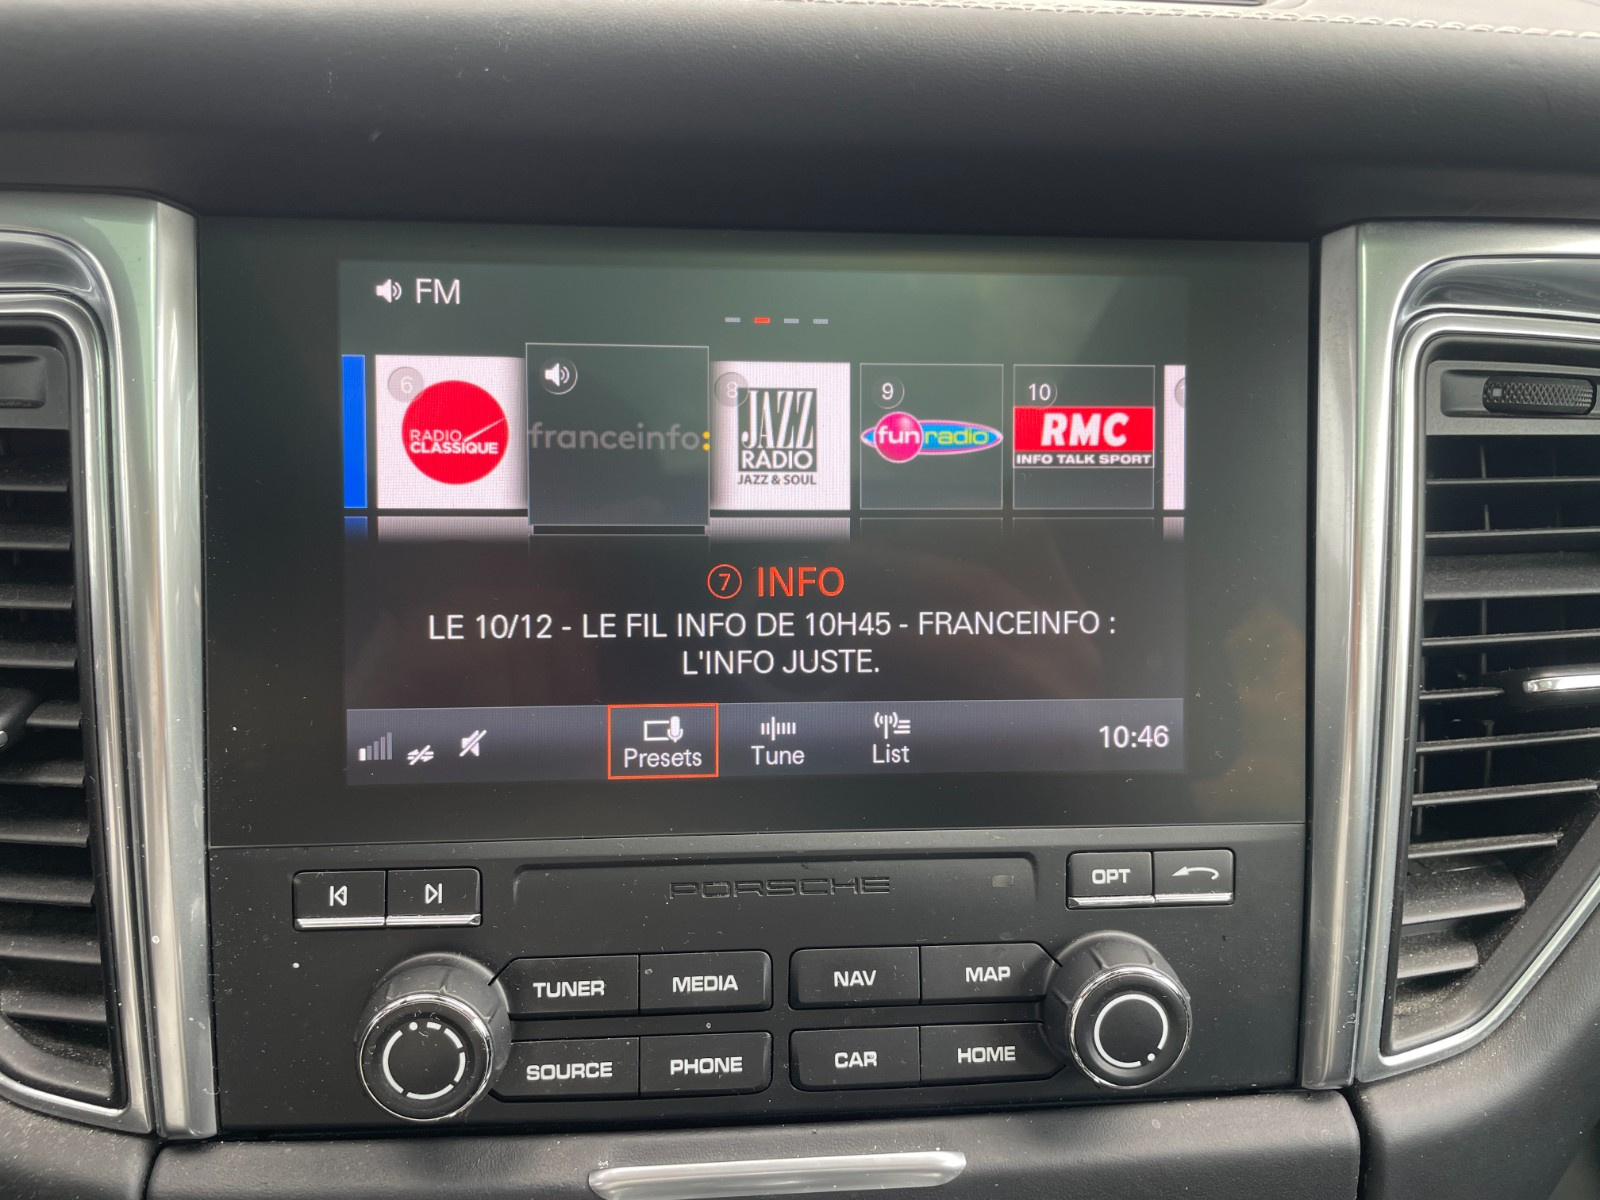 FM
6
RADIO
CLASSIQUE
franceinfo:
8
JAZZ
RADIO
JAZZ & SOUL
9
fun radio
10
RMC
INFO TALK SPORT
7 INFO
LE 10/12 - LE FIL INFO DE 10H45 - FRANCEINFO :
L'INFO JUSTE.
Presets
Tune
List
10:46
PORSCHE
OPT
TUNER
MEDIA
NAV
MAP
SOURCE
PHONE
CAR
HOME